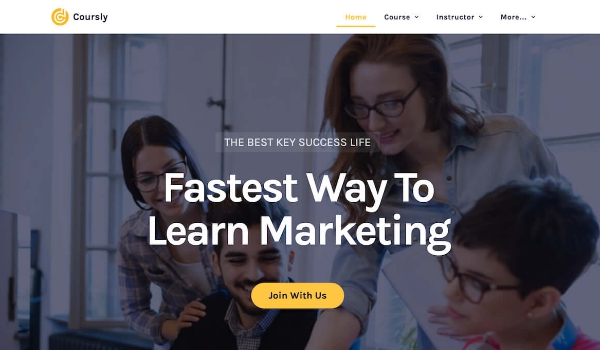 Coursly
Home Course Instructor More...
THE BEST KEY SUCCESS LIFE
Fastest Way To
Learn Marketing
Join With Us